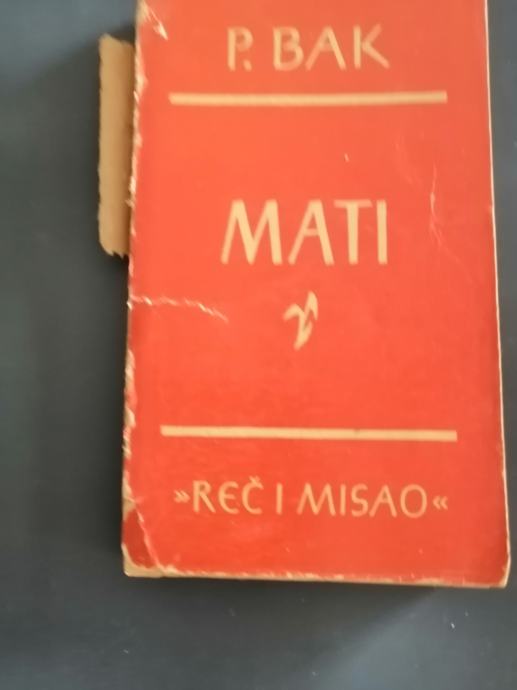 P. BAK
MATI
»REČ I MISAO«